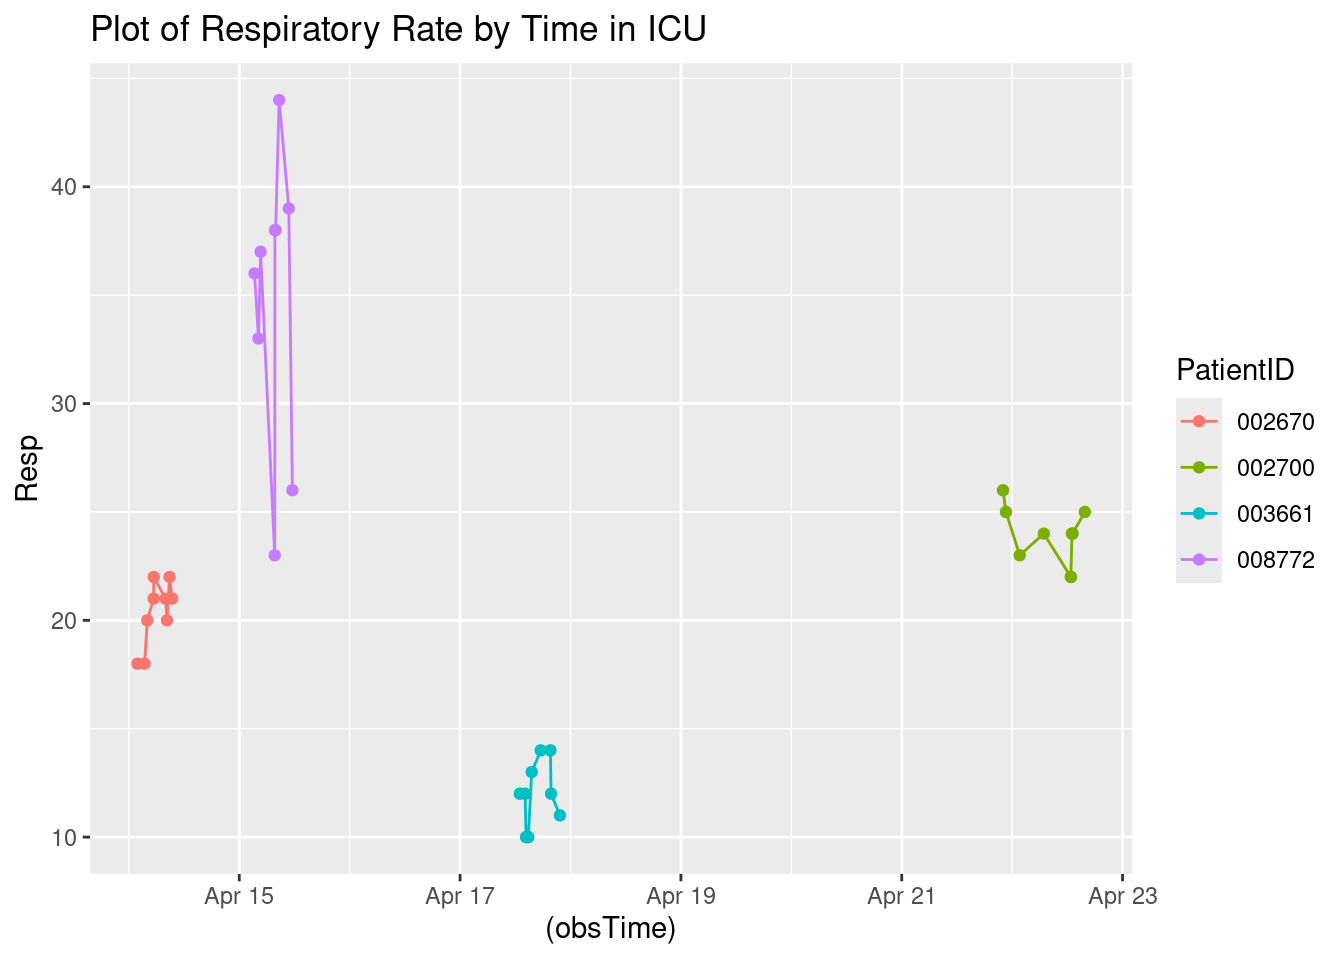 Plot of Respiratory Rate by Time in ICU
Resp
40
30
20
10
Apr 15
Apr 17
Apr 19
Apr 21
Apr 23
(obsTime)
PatientID
002670
002700
003661
008772